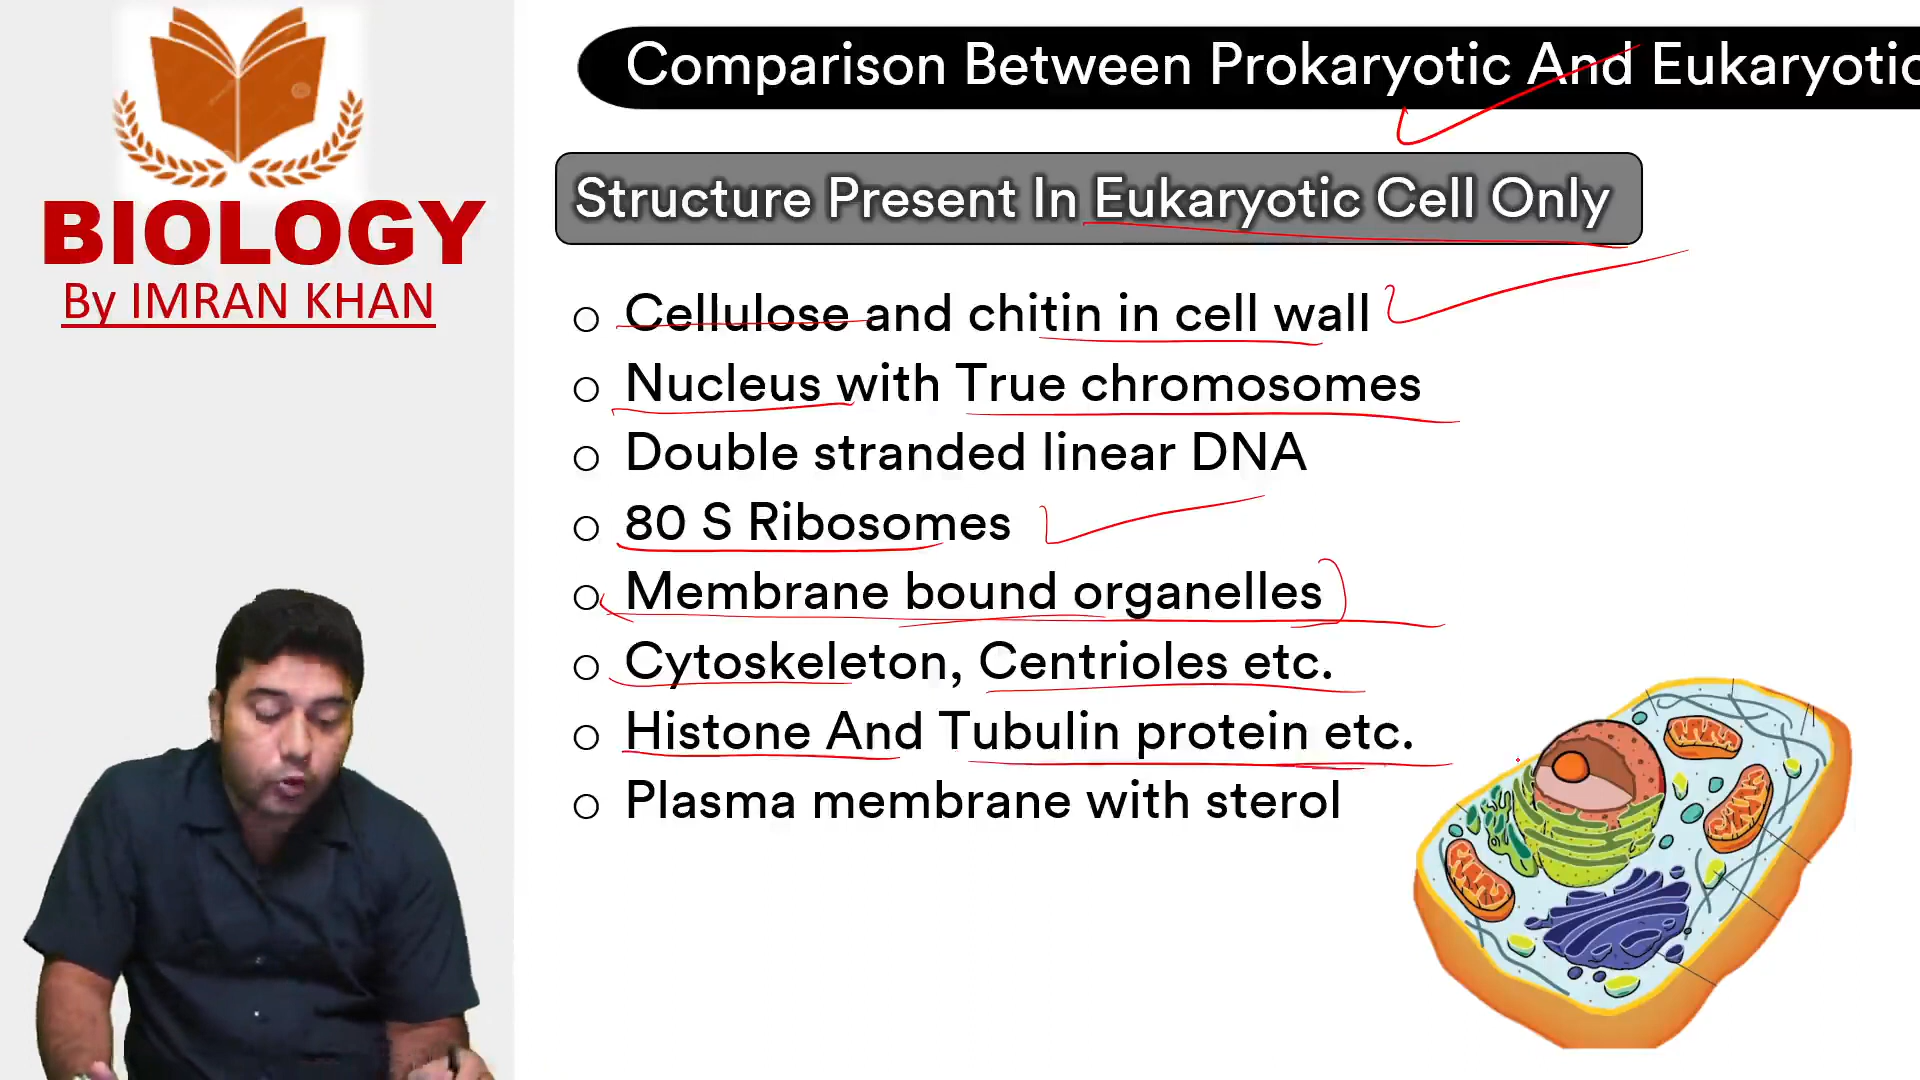 Comparison Between Prokaryotic And Eukaryotic
BIOLOGY
By IMRAN KHAN
Structure Present In Eukaryotic Cell Only
Cellulose and chitin in cell wall
Nucleus with True chromosomes
Double stranded linear DNA
80 S Ribosomes
Membrane bound organelles
Cytoskeleton, Centrioles etc.
Histone And Tubulin protein etc.
Plasma membrane with sterol